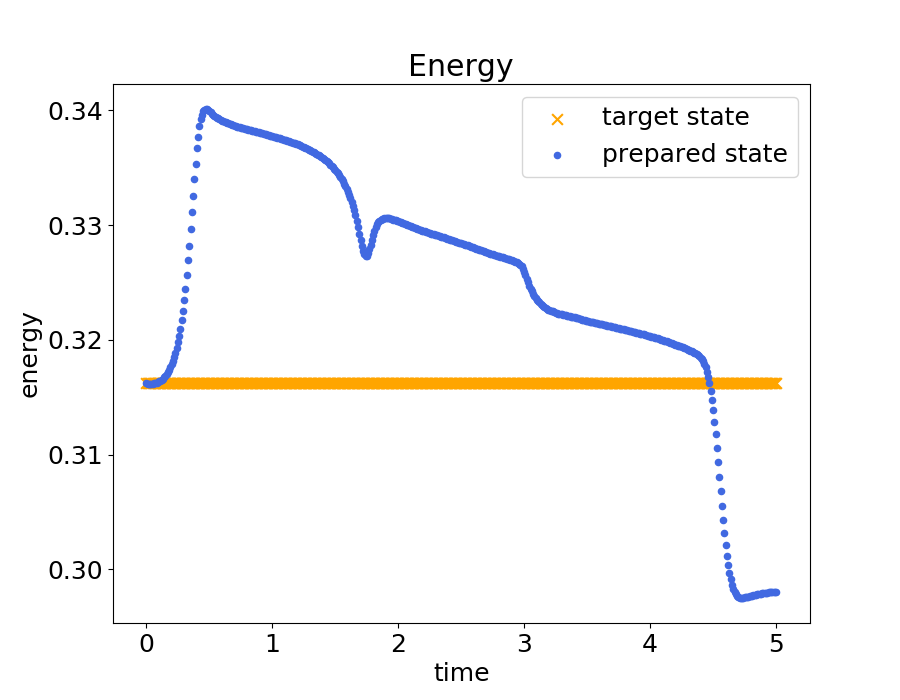 Energy
target state
prepared state
0.34
0.33
0.32
0.31
0.30
energy
0 1 2 3 4 5
time